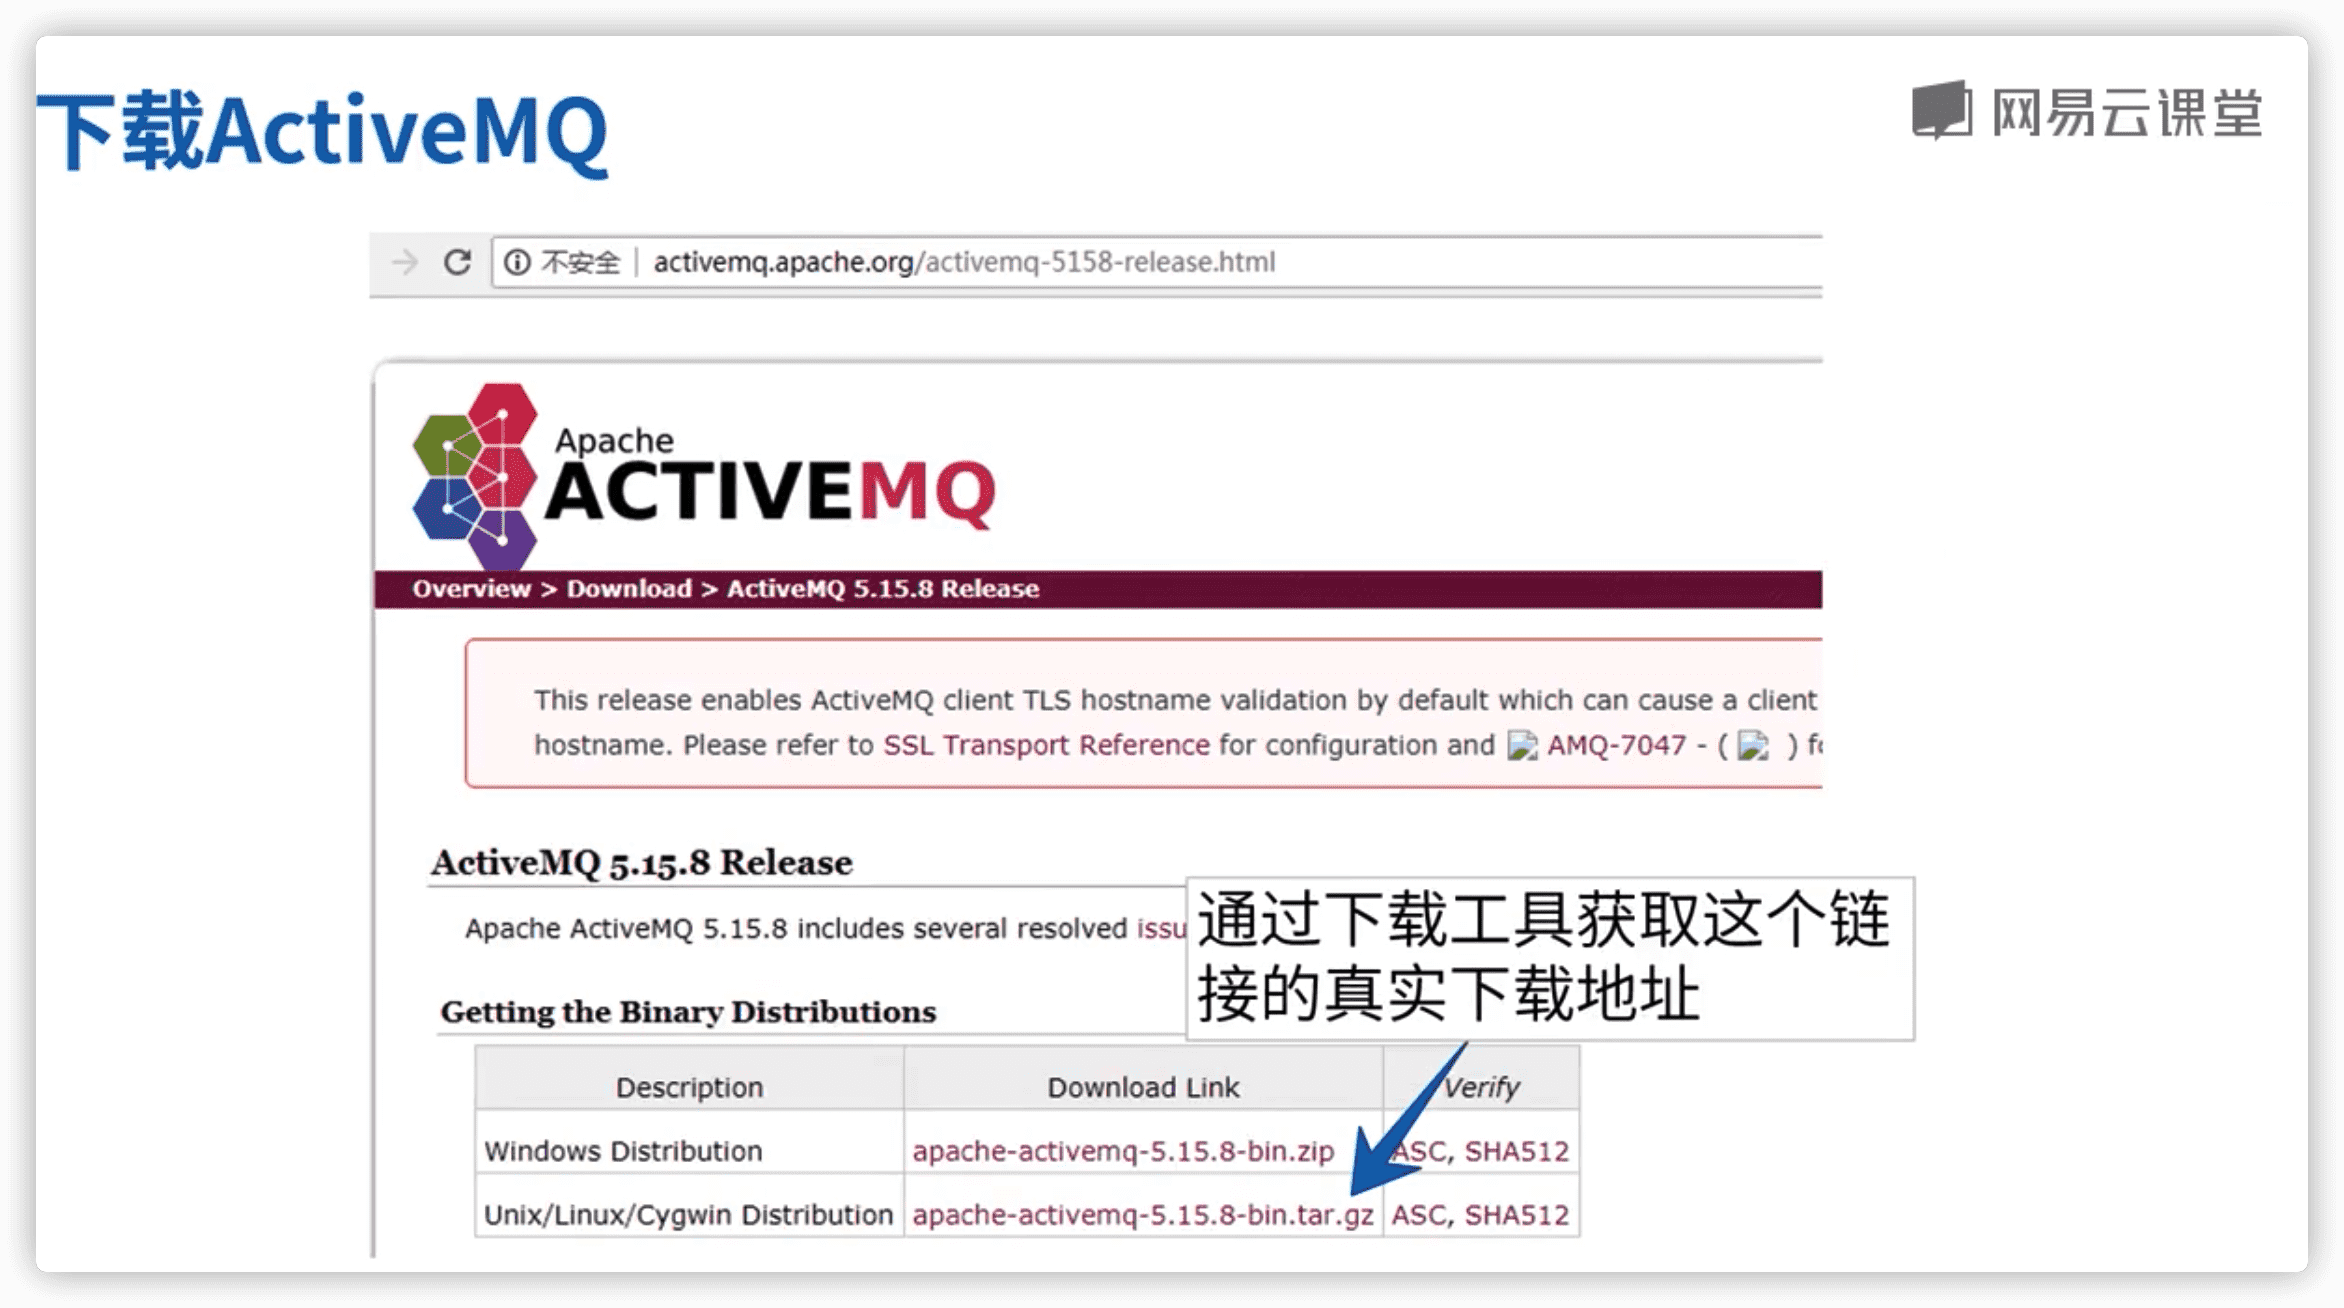 下载ActiveMQ
网易云课堂
不安全 | activemq.apache.org/activemq-5158-release.html
Apache
ACTIVEMQ
Overview > Download > ActiveMQ 5.15.8 Release
This release enables ActiveMQ client TLS hostname validation by default which can cause a client
hostname. Please refer to SSL Transport Reference for configuration and AMQ-7047 - ( )
ActiveMQ 5.15.8 Release
Apache ActiveMQ 5.15.8 includes several resolved
通过下载工具获取这个链
接的真实下载地址
Getting the Binary Distributions
Description Download Link Verify
Windows Distribution apache-activemq-5.15.8-bin.zip ASC, SHA512
Unix/Linux/Cygwin Distribution apache-activemq-5.15.8-bin.tar.gz ASC, SHA512